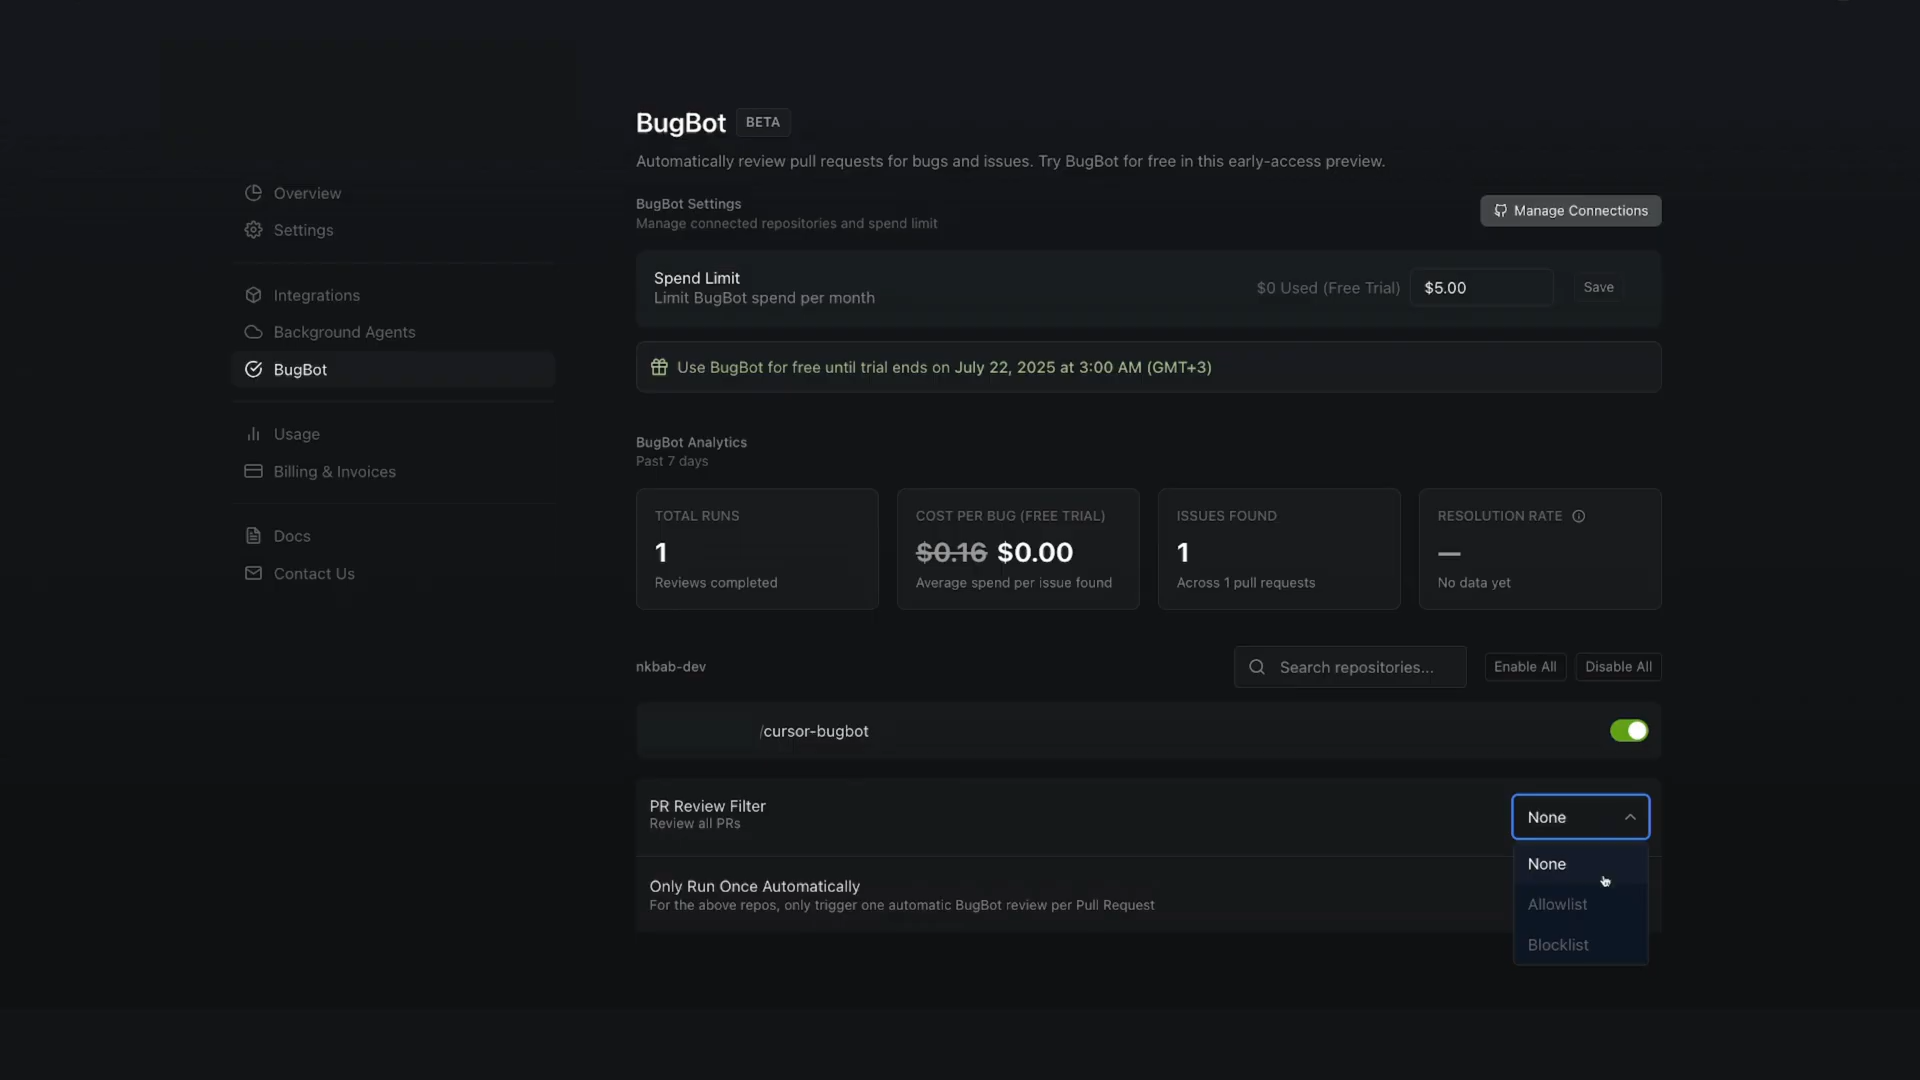 BugBot BETA
Automatically review pull requests for bugs and issues. Try BugBot for free in this early-access preview.
Overview
Settings
Integrations
Background Agents
BugBot
Usage
Billing & Invoices
Docs
Contact Us
BugBot Settings
Manage connected repositories and spend limit
Manage Connections
Spend Limit
Limit BugBot spend per month
$0 Used (Free Trial) $5.00 Save
Use BugBot for free until trial ends on July 22, 2025 at 3:00 AM (GMT+3)
BugBot Analytics
Past 7 days
TOTAL RUNS
1
Reviews completed
COST PER BUG (FREE TRIAL)
$0.16 $0.00
Average spend per issue found
ISSUES FOUND
1
Across 1 pull requests
RESOLUTION RATE
—
No data yet
nkbab-dev
Search repositories...
Enable All
Disable All
/cursor-bugbot
PR Review Filter
Review all PRs
None
None
Allowlist
Blocklist
Only Run Once Automatically
For the above repos, only trigger one automatic BugBot review per Pull Request